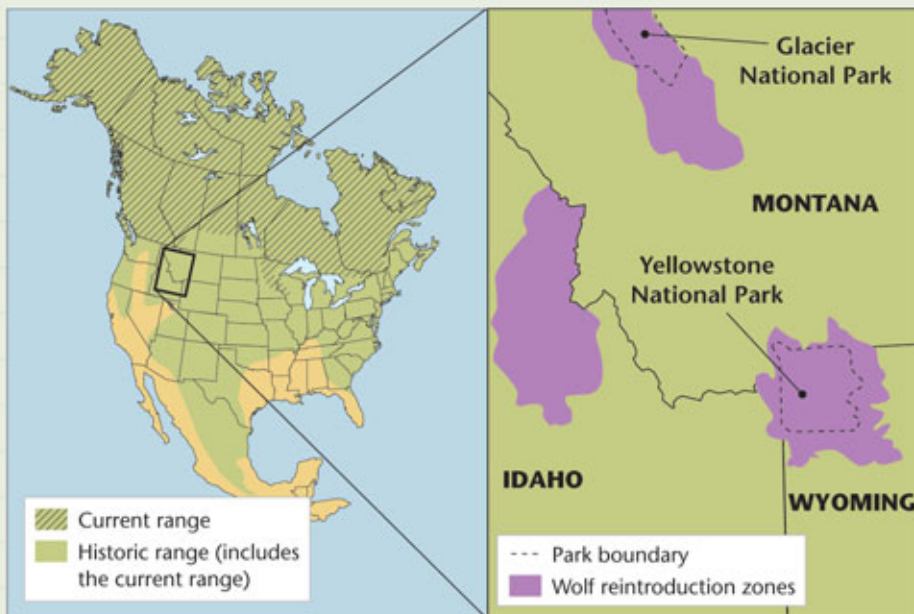 Glacier
National Park
MONTANA
Yellowstone
National Park
IDAHO
WYOMING
Current range
Historic range (includes
the current range)
Park boundary
Wolf reintroduction zones